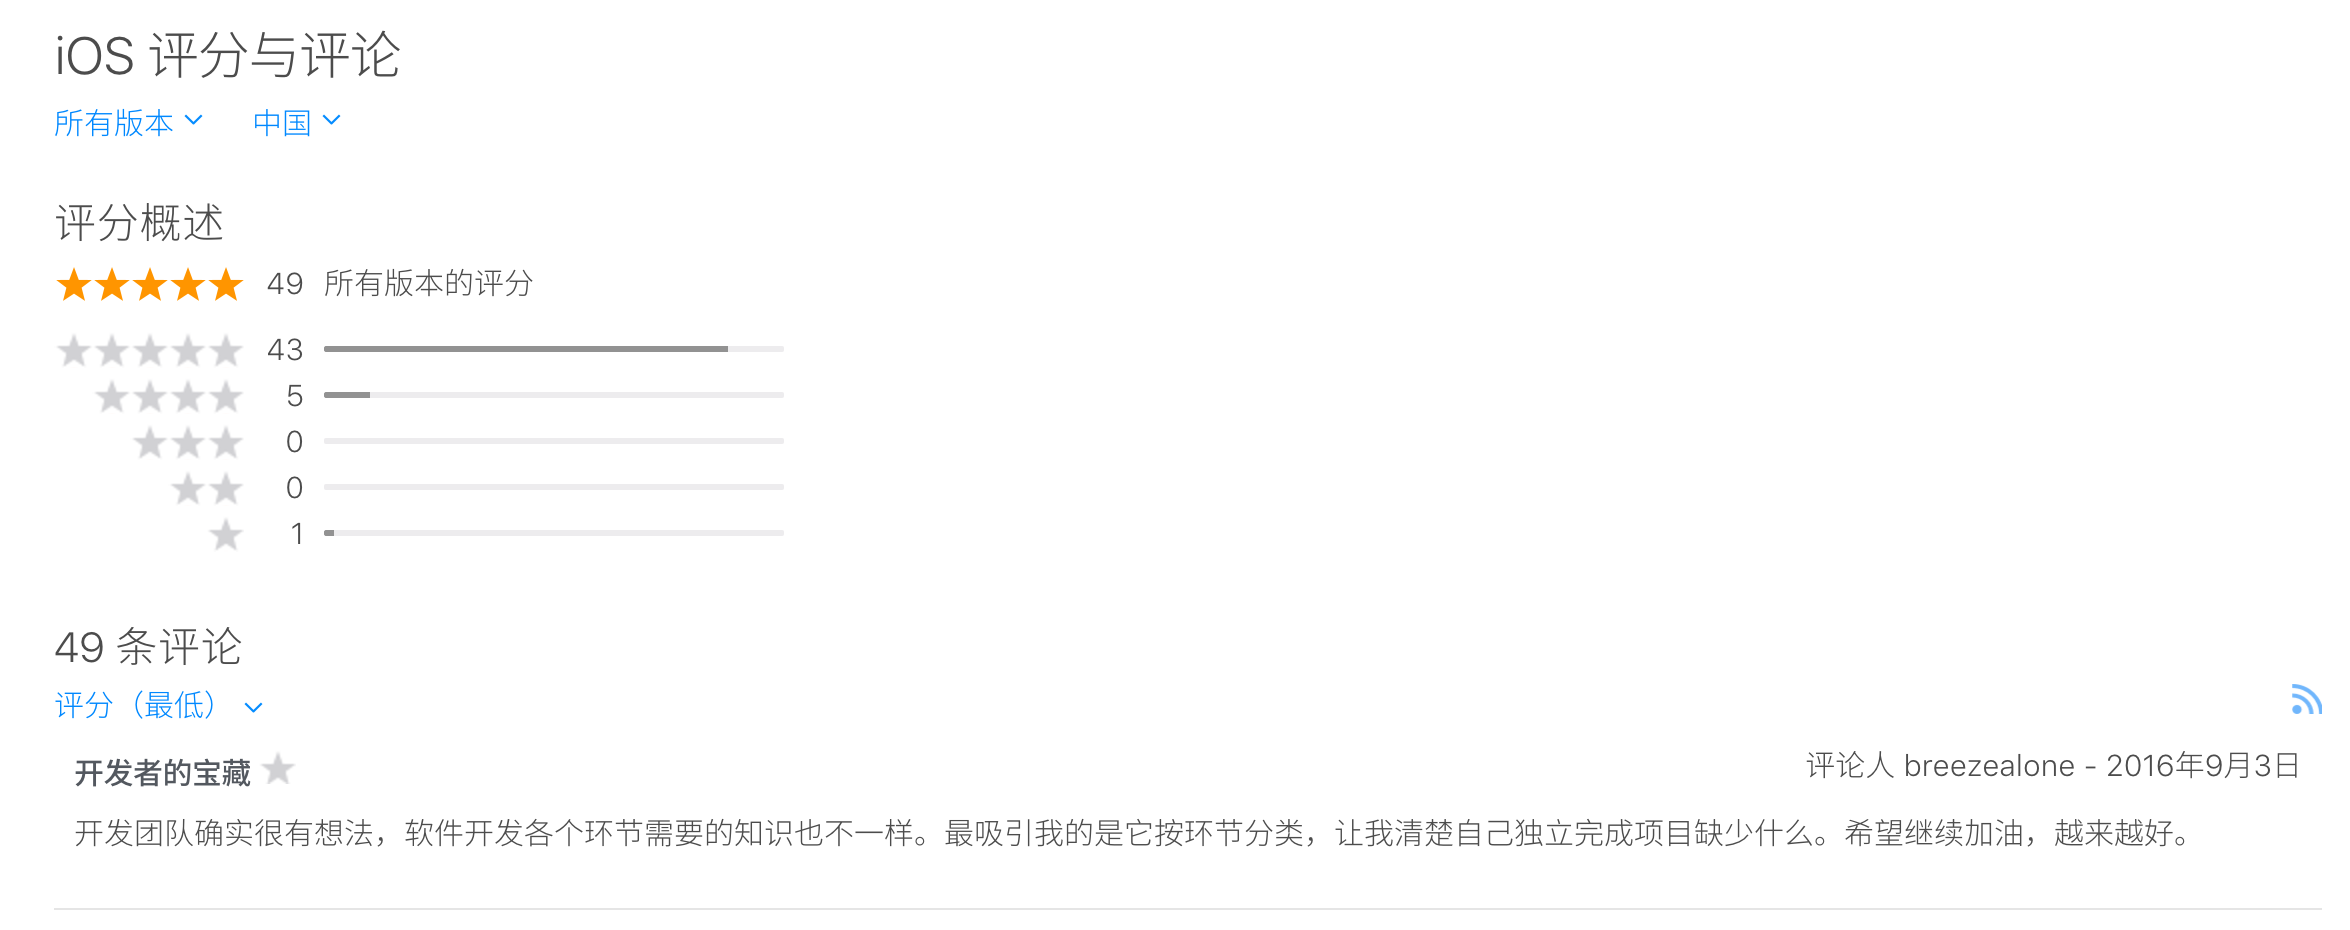 iOS 评分与评论
所有版本 中国
评分概述
49 所有版本的评分
43
5
0
0
1
49 条评论
评分（最低）
开发者的宝藏 评论人 breezealone - 2016年9月3日
开发团队确实很有想法，软件开发各个环节需要的知识也不一样。最吸引我的是它按环节分类，让我清楚自己独立完成项目缺少什么。希望继续加油，越来越好。